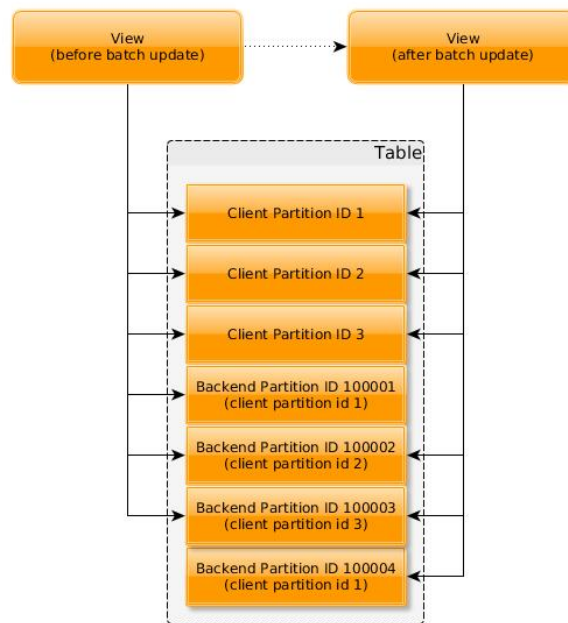 View
(before batch update)
View
(after batch update)
Table
Client Partition ID 1
Client Partition ID 2
Client Partition ID 3
Backend Partition ID 100001
(client partition id 1)
Backend Partition ID 100002
(client partition id 2)
Backend Partition ID 100003
(client partition id 3)
Backend Partition ID 100004
(client partition id 1)